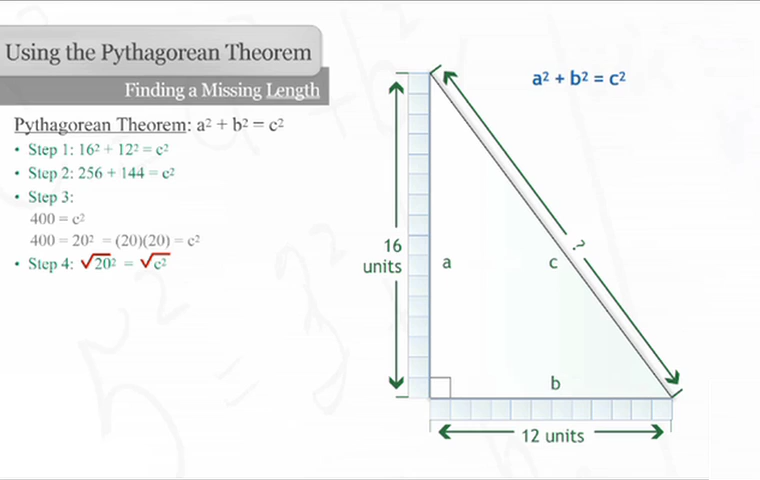 Using the Pythagorean Theorem
Finding a Missing Length
Pythagorean Theorem: a² + b² = c²
• Step 1: 16² + 12² = c²
• Step 2: 256 + 144 = c²
• Step 3:
400 = c²
400 = 20² = (20)(20) = c²
• Step 4: √20² = √c²
a² + b² = c²
16
units
a
c
?
b
12 units